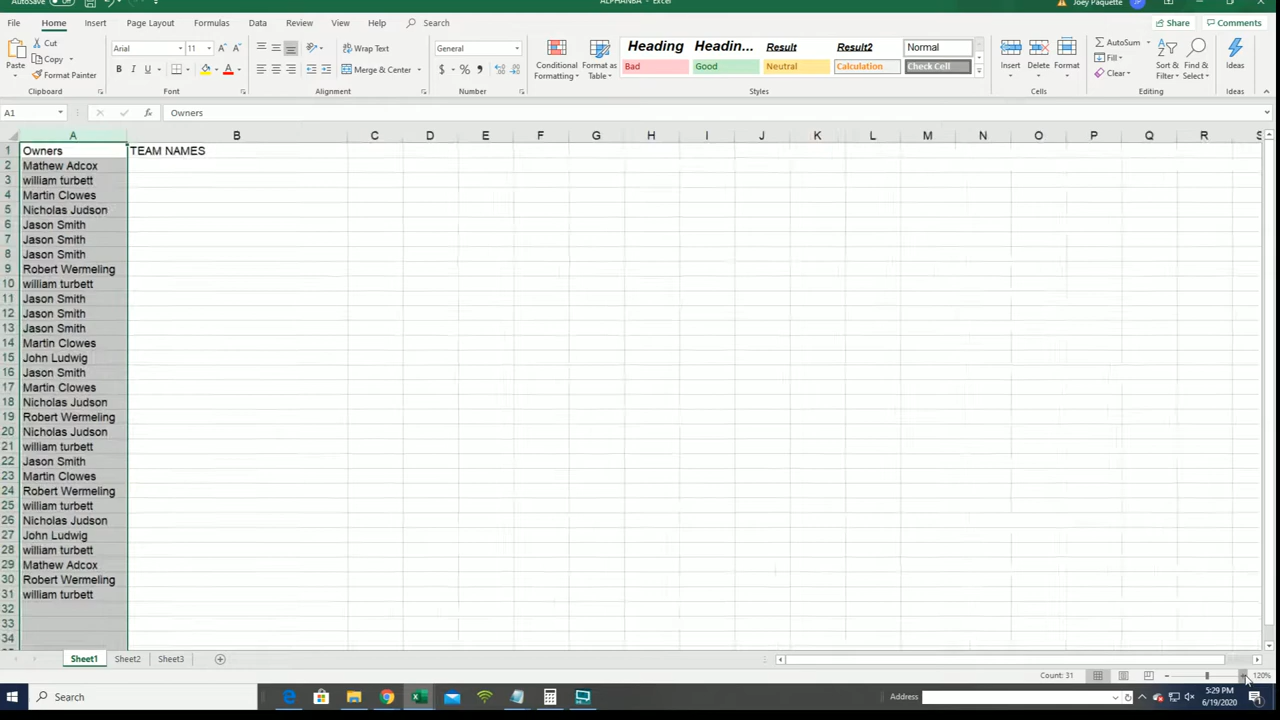 AutoSave Off ALPHANBA - Excel Joey Paquette JP
File Home Insert Page Layout Formulas Data Review View Help Search Share Comments
Paste Cut Copy Format Painter Clipboard
Arial 11 A A B I U A Font
Wrap Text Merge & Center Alignment
General $ % , Number
Conditional Formatting Format as Table
Heading Headin... Result Result2 Normal
Bad Good Neutral Calculation Check Cell
Styles
Insert Delete Format Cells
AutoSum Fill Clear Sort & Filter Find & Select Editing
Ideas Ideas
A1 fx Owners
A B C D E F G H I J K L M N O P Q R S
1 Owners TEAM NAMES
2 Mathew Adcox
3 william turbett
4 Martin Clowes
5 Nicholas Judson
6 Jason Smith
7 Jason Smith
8 Jason Smith
9 Robert Wermeling
10 william turbett
11 Jason Smith
12 Jason Smith
13 Jason Smith
14 Martin Clowes
15 John Ludwig
16 Jason Smith
17 Martin Clowes
18 Nicholas Judson
19 Robert Wermeling
20 Nicholas Judson
21 william turbett
22 Jason Smith
23 Martin Clowes
24 Robert Wermeling
25 william turbett
26 Nicholas Judson
27 John Ludwig
28 william turbett
29 Mathew Adcox
30 Robert Wermeling
31 william turbett
32
33
34
Sheet1 Sheet2 Sheet3
Count: 31 120%
Search Address 5:29 PM
6/19/2020